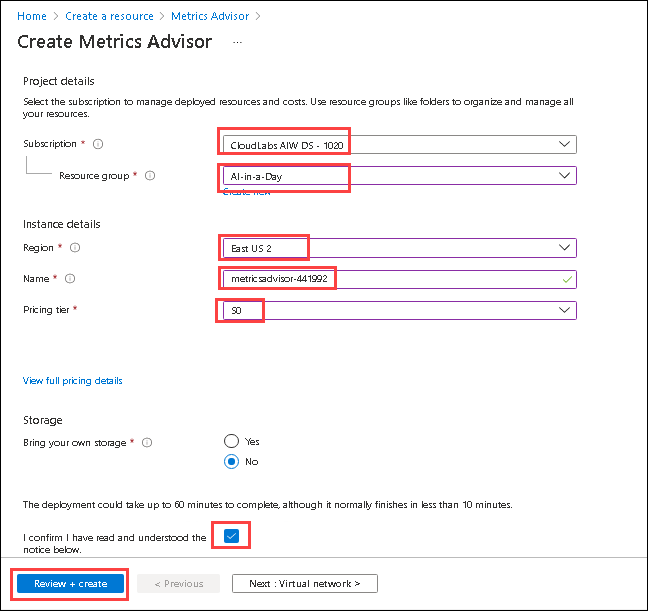 Home > Create a resource > Metrics Advisor >
Create Metrics Advisor ...
Project details
Select the subscription to manage deployed resources and costs. Use resource groups like folders to organize and manage all
your resources.
Subscription * CloudLabs AIW DS - 1020
Resource group * AI-in-a-Day
Create new
Instance details
Region * East US 2
Name * metricsadvisor-441992
Pricing tier * S0
View full pricing details
Storage
Bring your own storage * Yes
No
The deployment could take up to 60 minutes to complete, although it normally finishes in less than 10 minutes.
I confirm I have read and understood the
notice below.
Review + create < Previous Next : Virtual network >